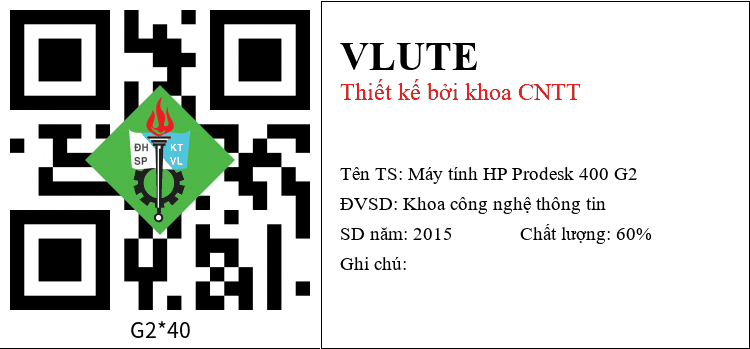 ĐH KT
SP VL
G2*40
VLUTE
Thiết kế bởi khoa CNTT
Tên TS: Máy tính HP Prodesk 400 G2
ĐVSD: Khoa công nghệ thông tin
SD năm: 2015 Chất lượng: 60%
Ghi chú: